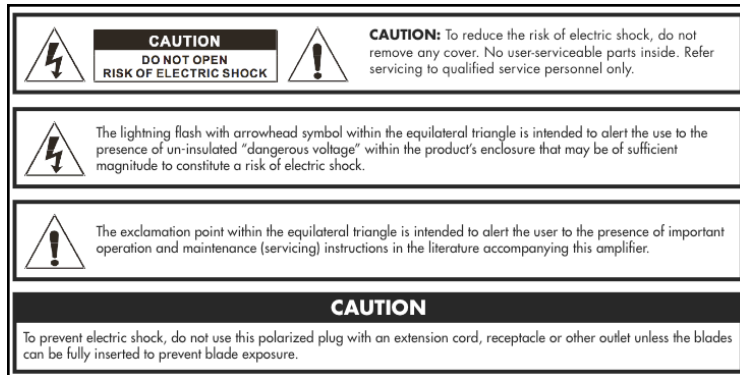 CAUTION
DO NOT OPEN
RISK OF ELECTRIC SHOCK
CAUTION: To reduce the risk of electric shock, do not
remove any cover. No user-serviceable parts inside. Refer
servicing to qualified service personnel only.
The lightning flash with arrowhead symbol within the equilateral triangle is intended to alert the use to the
presence of un-insulated “dangerous voltage” within the product’s enclosure that may be of sufficient
magnitude to constitute a risk of electric shock.
The exclamation point within the equilateral triangle is intended to alert the user to the presence of important
operation and maintenance (servicing) instructions in the literature accompanying this amplifier.
CAUTION
To prevent electric shock, do not use this polarized plug with an extension cord, receptacle or other outlet unless the blades
can be fully inserted to prevent blade exposure.